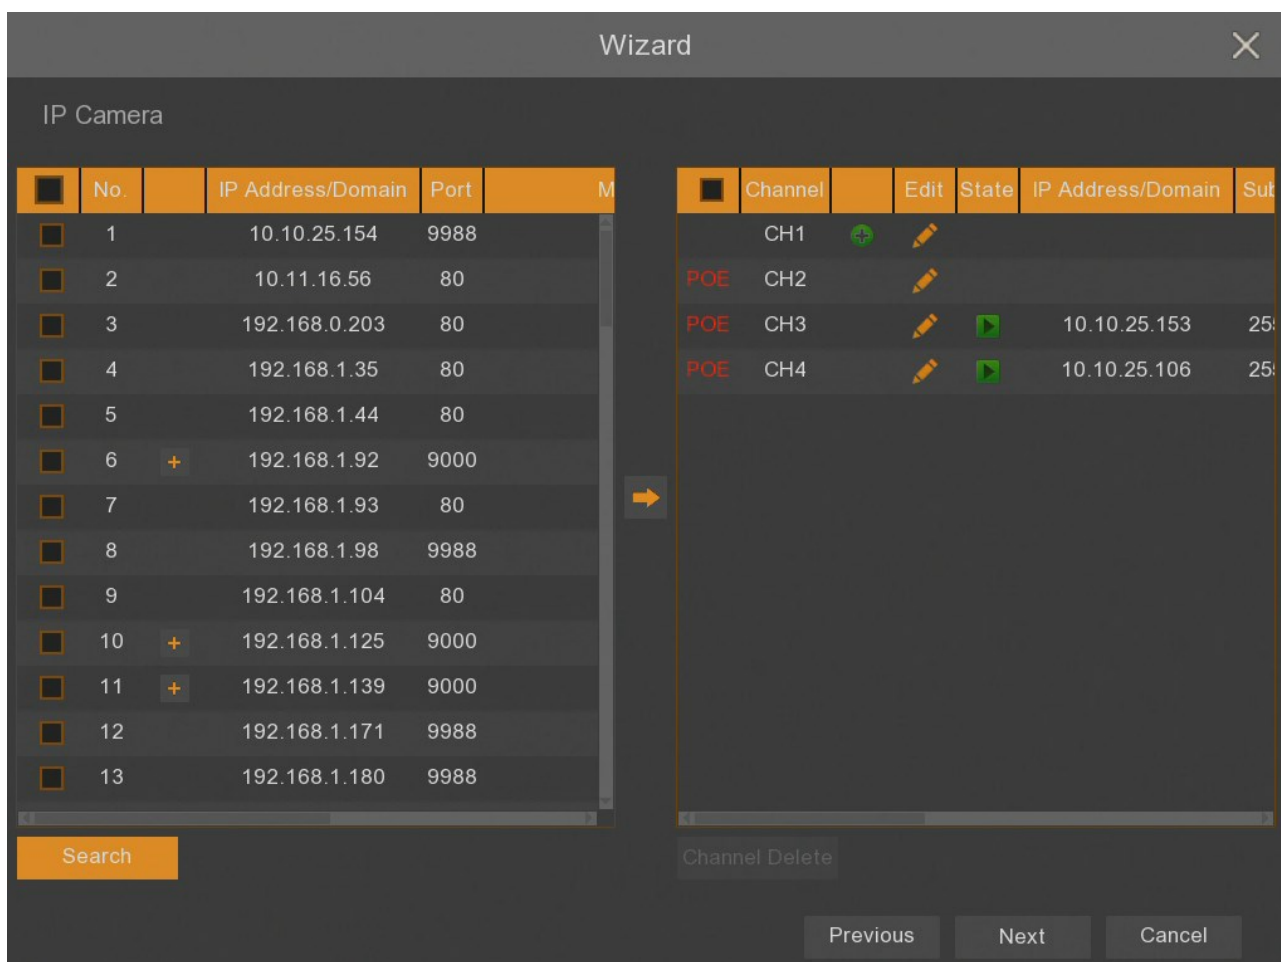 Wizard
IP Camera
No. IP Address/Domain Port M
1 10.10.25.154 9988
2 10.11.16.56 80
3 192.168.0.203 80
4 192.168.1.35 80
5 192.168.1.44 80
6 + 192.168.1.92 9000
7 192.168.1.93 80
8 192.168.1.98 9988
9 192.168.1.104 80
10 + 192.168.1.125 9000
11 + 192.168.1.139 9000
12 192.168.1.171 9988
13 192.168.1.180 9988
Search
Channel Edit State IP Address/Domain Sub
CH1
POE CH2
POE CH3 10.10.25.153 255
POE CH4 10.10.25.106 255
Channel Delete
Previous Next Cancel